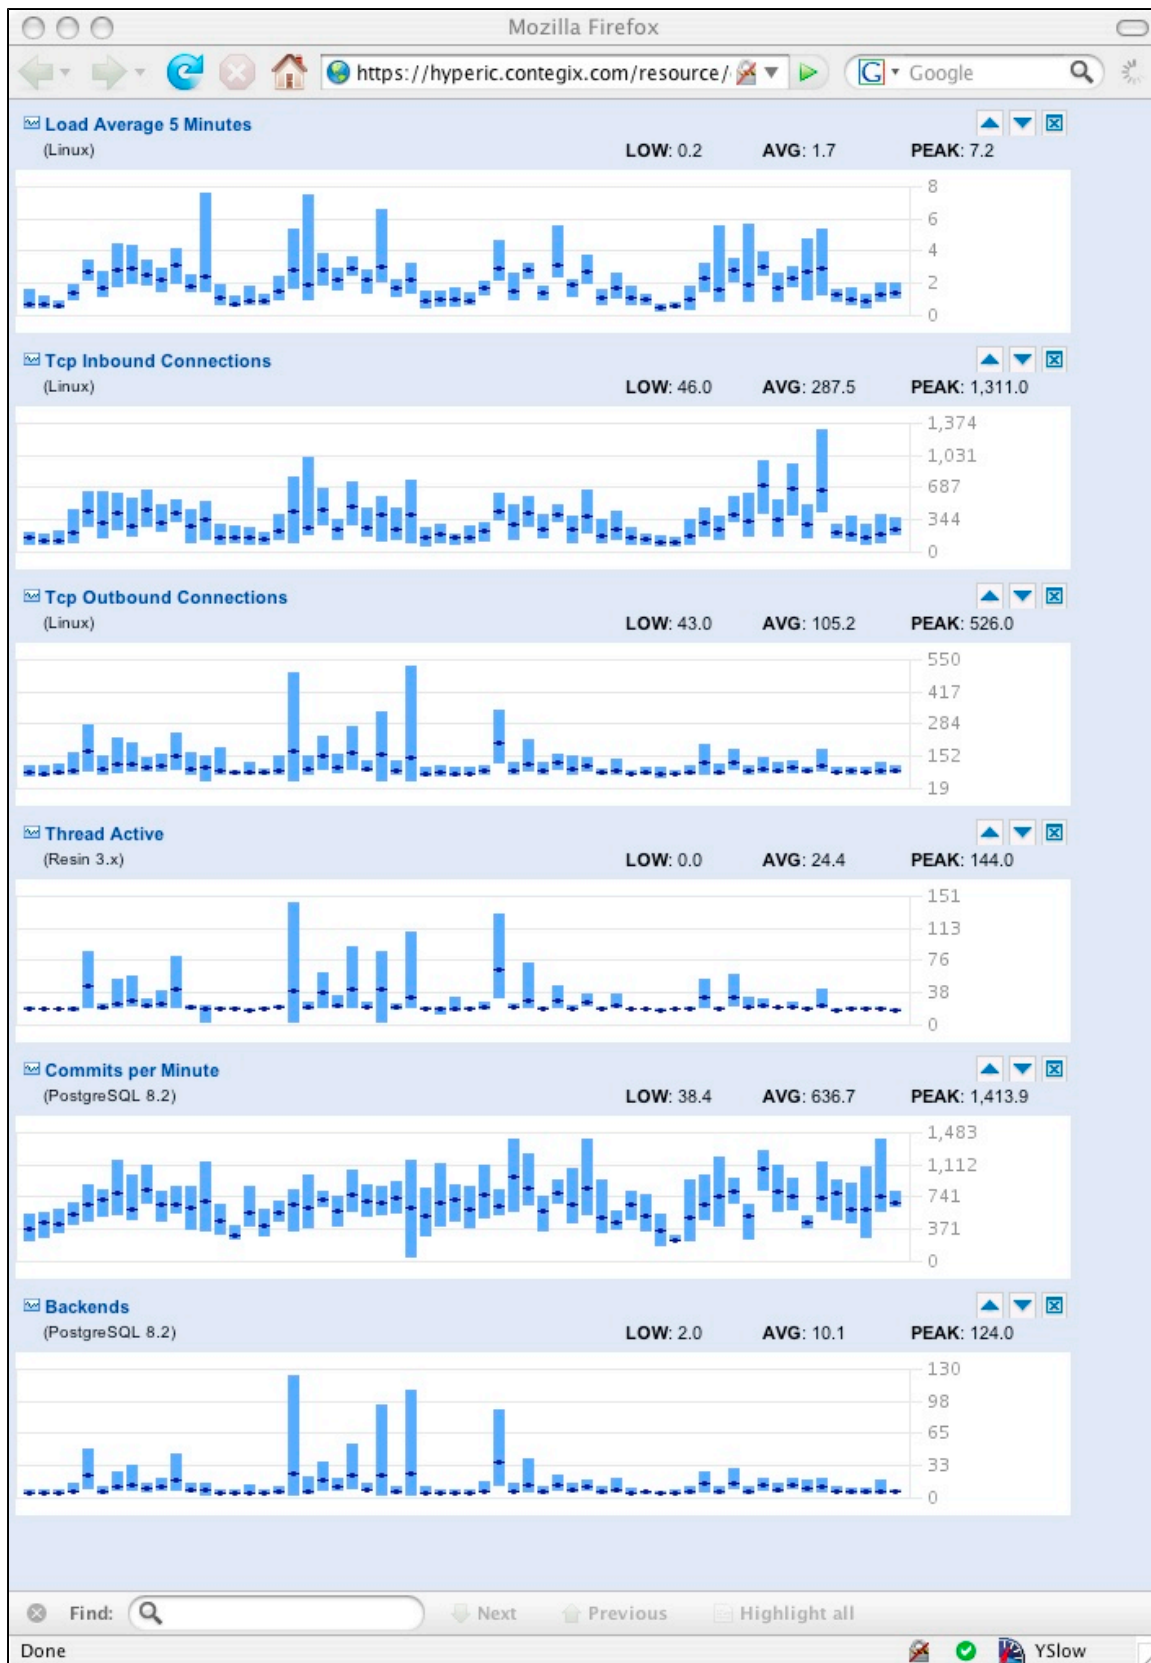 Mozilla Firefox
https://hyperic.contegix.com/resource/
G Google
Load Average 5 Minutes
(Linux) LOW: 0.2 AVG: 1.7 PEAK: 7.2
8
6
4
2
0
Tcp Inbound Connections
(Linux) LOW: 46.0 AVG: 287.5 PEAK: 1,311.0
1,374
1,031
687
344
0
Tcp Outbound Connections
(Linux) LOW: 43.0 AVG: 105.2 PEAK: 526.0
550
417
284
152
19
Thread Active
(Resin 3.x) LOW: 0.0 AVG: 24.4 PEAK: 144.0
151
113
76
38
0
Commits per Minute
(PostgreSQL 8.2) LOW: 38.4 AVG: 636.7 PEAK: 1,413.9
1,483
1,112
741
371
0
Backends
(PostgreSQL 8.2) LOW: 2.0 AVG: 10.1 PEAK: 124.0
130
98
65
33
0
Find: Next Previous Highlight all
Done YSlow